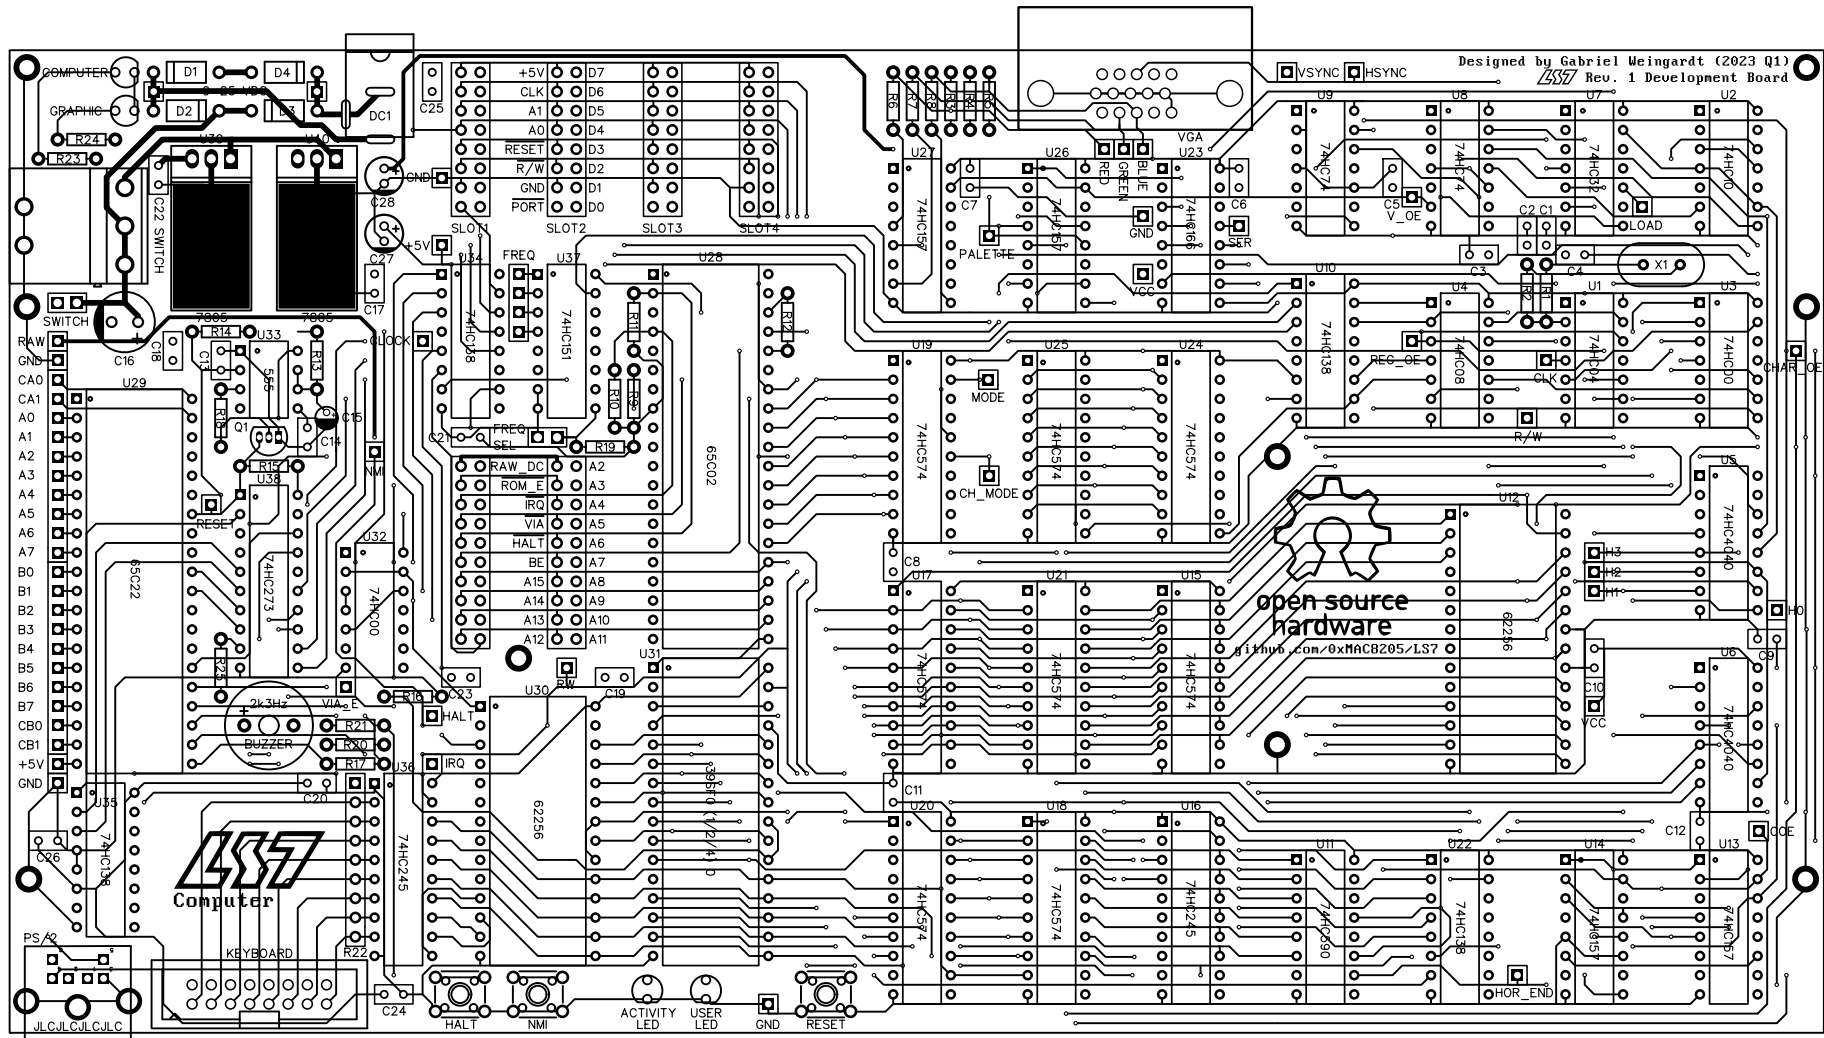 Designed by Gabriel Weingardt (2023 Q1)
LS7 Rev. 1 Development Board
COMPUTER
D1
D4
GRAPHIC
D2
D3
DC1
R24
R23
C22
SWITCH
7805
7805
C28
C27
C17
C25
GND
+5V
+5V D7
CLK D6
A1 D5
A0 D4
RESET D3
R/W D2
GND D1
PORT D0
SLOT1
SLOT2
SLOT3
SLOT4
R6
R7
R8
R3
R4
R5
VGA
RED
GREEN
BLUE
VSYNC
HSYNC
U9
U8
U7
U2
74HC74
74HC74
74HC32
74HC10
U27
U26
U23
74HC157
74HC157
74HC166
C7
C6
C5
V_OE
C2
C1
LOAD
PALETTE
GND
SER
VCC
C3
C4
X1
R2
R1
SWITCH
C16
C18
R14
C13
U33
555
R13
R18
Q1
C15
C14
R15
U38
74HC273
RESET
NMI
CLOCK
U34
74HC138
FREQ
U37
74HC151
U28
65C02
R11
R10
R9
R12
C21
FREQ
SEL
R19
U10
74HC138
U4
74HC08
U1
74HC04
U3
74HC00
REG_OE
CLK
R/W
CHAR_OE
RAW
GND
CA0
CA1
A0
A1
A2
A3
A4
A5
A6
A7
B0
B1
B2
B3
B4
B5
B6
B7
CB0
CB1
+5V
GND
U29
65C22
U32
74HC00
RAW_DC A2
ROM_E A3
IRQ A4
VIA A5
HALT A6
BE A7
A15 A8
A14 A9
A13 A10
A12 A11
U19
U25
U24
74HC574
74HC574
74HC574
MODE
CH_MODE
C8
U12
62256
U5
74HC4040
H3
H2
H1
H0
open source
hardware
github.com/0xMAC8205/LS7
U17
U21
U15
74HC574
74HC574
74HC574
C10
VCC
C9
U6
74HC4040
R25
2k3Hz
BUZZER
VIA_E
R16
R21
R20
R17
C23
RW
C19
HALT
IRQ
U30
62256
U31
39SF0(1/2/4)0
C20
U36
74HC245
U35
74HC138
C26
LS7
Computer
C11
U20
U18
U16
74HC574
74HC574
74HC245
U11
74HC590
U22
74HC138
U14
74HC157
U13
74HC157
C12
COE
HOR_END
PS/2
KEYBOARD
R22
C24
JLCJLCJLCJLC
HALT
NMI
ACTIVITY
LED
USER
LED
GND
RESET